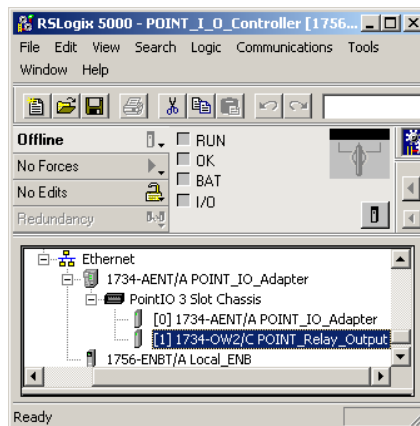 RSLogix 5000 - POINT_I_O_Controller [1756...
File Edit View Search Logic Communications Tools
Window Help
Offline
RUN
No Forces
OK
No Edits
BAT
Redundancy
I/O
Ethernet
1734-AENT/A POINT_IO_Adapter
PointIO 3 Slot Chassis
[0] 1734-AENT/A POINT_IO_Adapter
[1] 1734-OW2/C POINT_Relay_Output
1756-ENBT/A Local_ENB
Ready